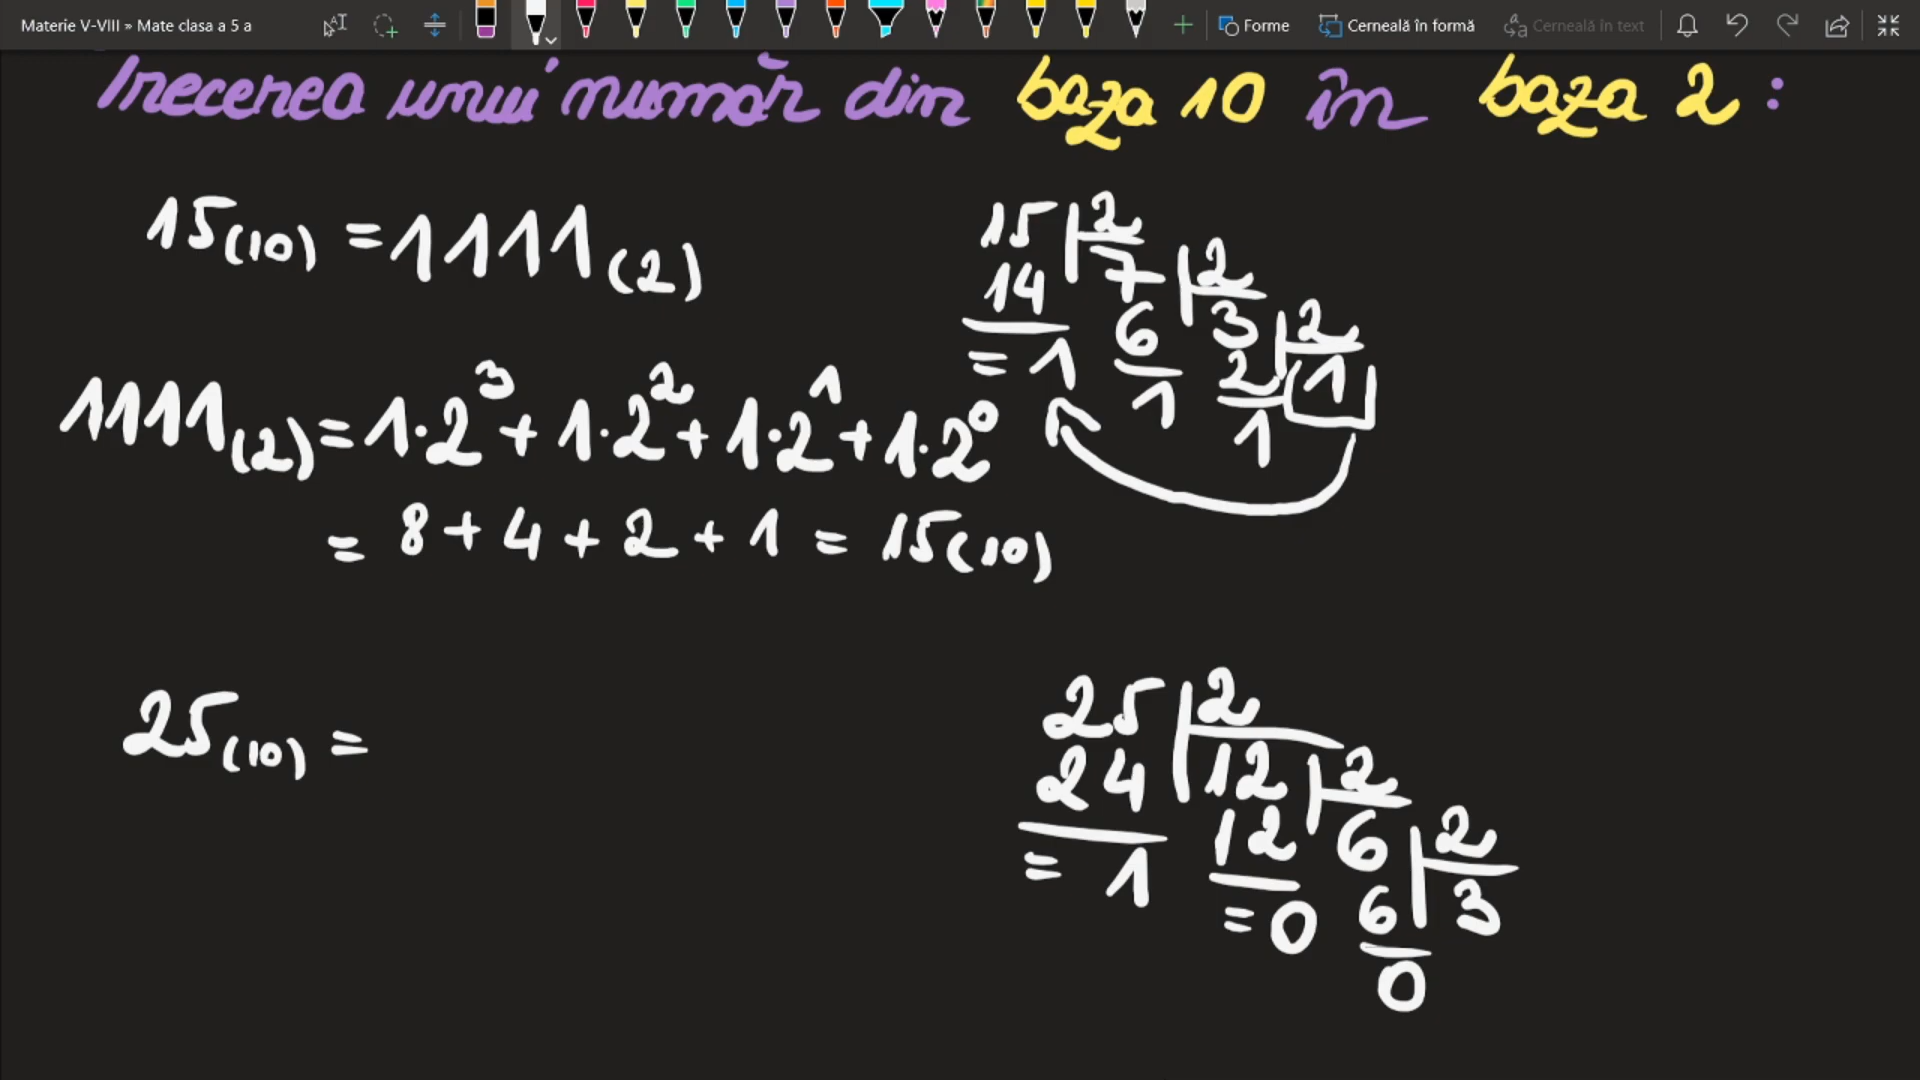 Materie V-VIII » Mate clasa a 5 a
Forme
Cerneală în formă
Cerneală în text
Trecerea unui număr din baza 10 în baza 2 :
15(10) = 1111(2)
15 | 2
14 7 | 2
= 1 6 3 | 2
1 2 1
1
1111(2) = 1·2³ + 1·2² + 1·2¹ + 1·2⁰
= 8 + 4 + 2 + 1 = 15(10)
25(10) =
25 | 2
24 12 | 2
= 1 12 6 | 2
= 0 6 3
0